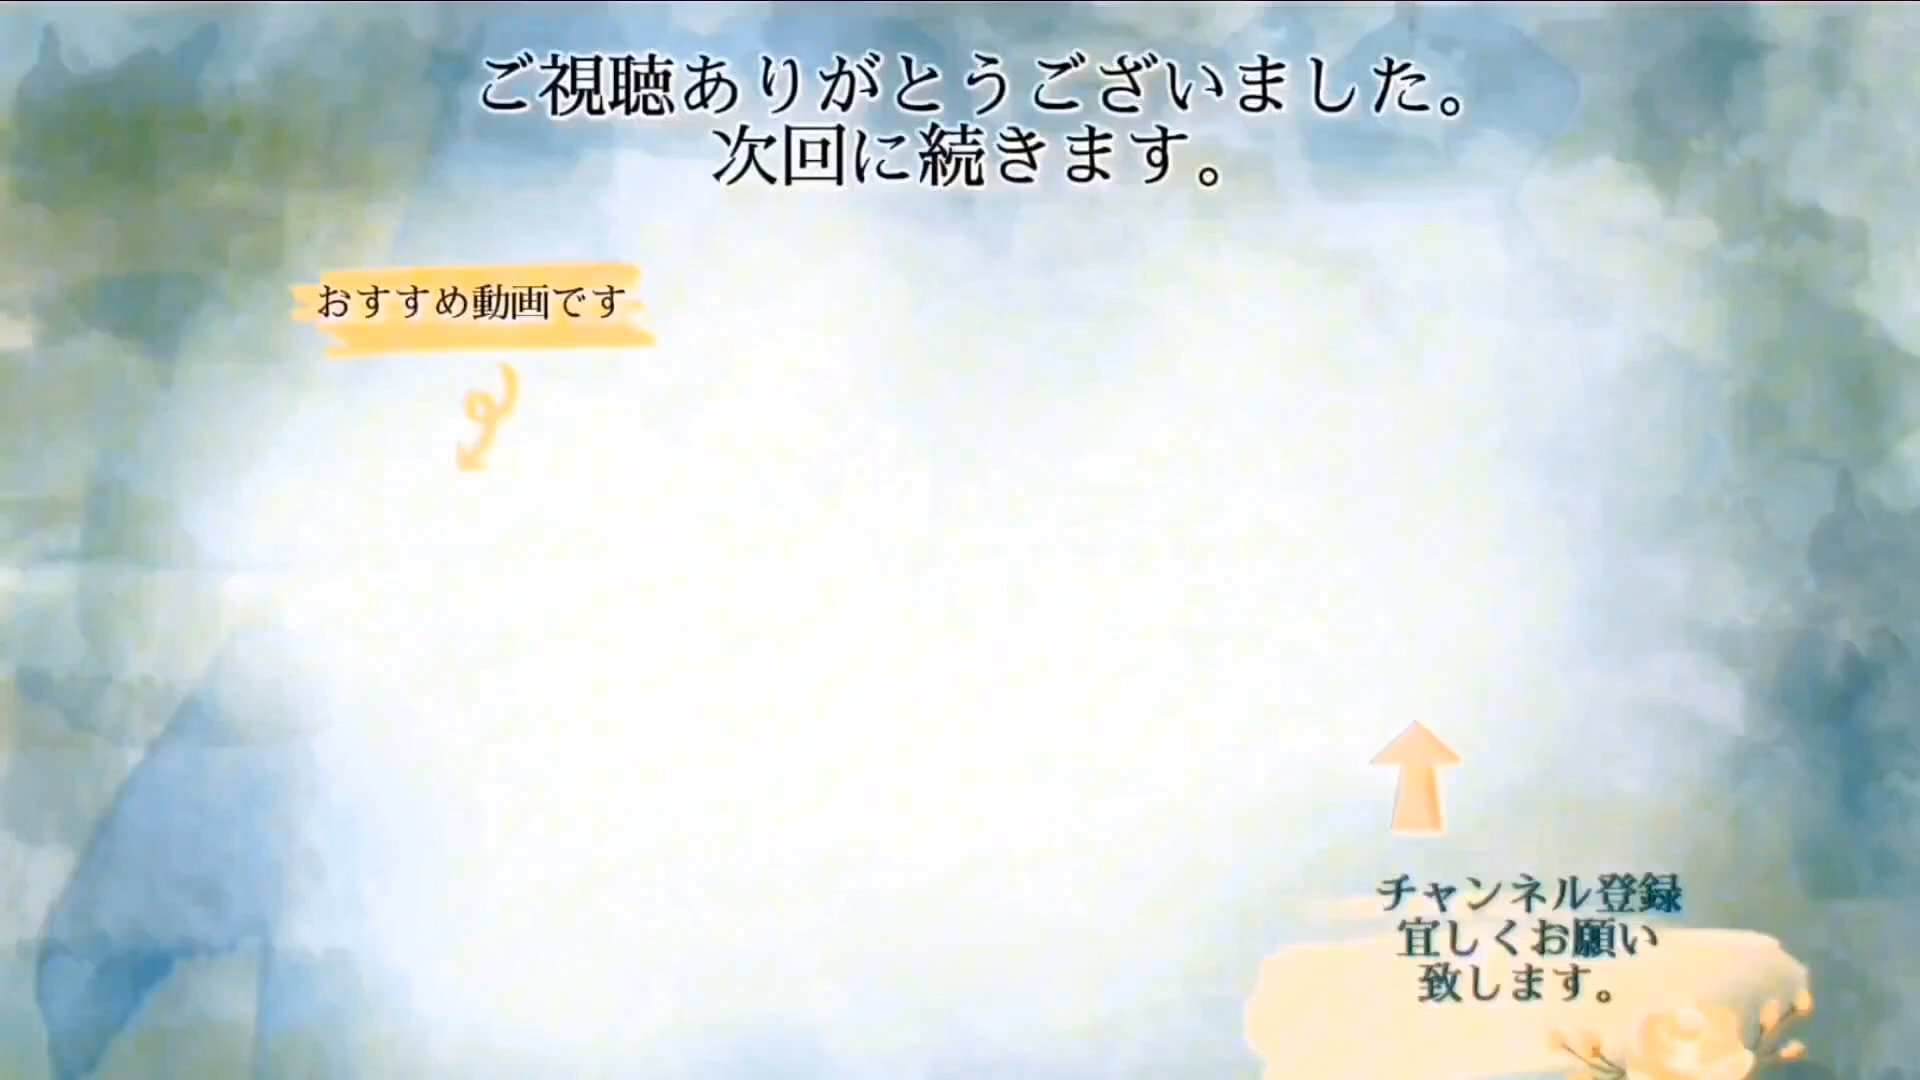 ご視聴ありがとうございました。
次回に続きます。
おすすめ動画です
チャンネル登録
宜しくお願い
致します。